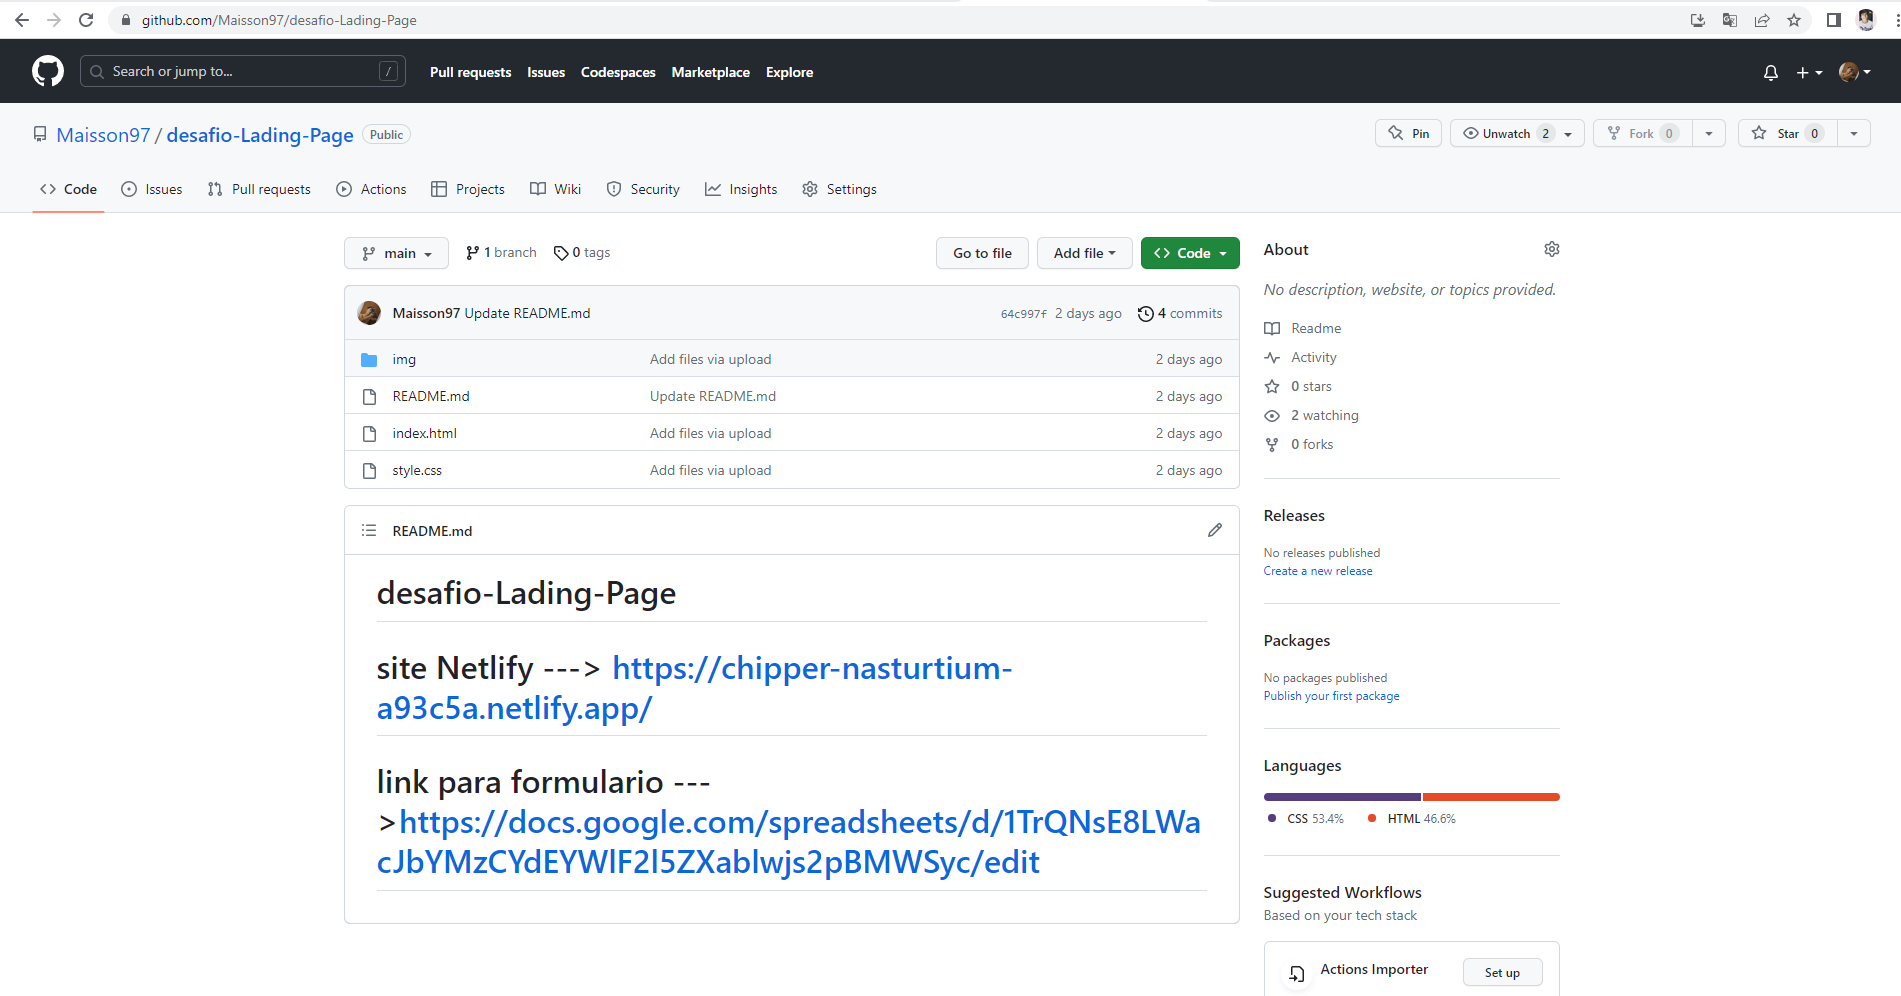 github.com/Maisson97/desafio-Lading-Page
Search or jump to... /
Pull requests Issues Codespaces Marketplace Explore
Maisson97 / desafio-Lading-Page Public
Pin Unwatch 2 Fork 0 Star 0
Code Issues Pull requests Actions Projects Wiki Security Insights Settings
main 1 branch 0 tags Go to file Add file Code
Maisson97 Update README.md 64c997f 2 days ago 4 commits
img Add files via upload 2 days ago
README.md Update README.md 2 days ago
index.html Add files via upload 2 days ago
style.css Add files via upload 2 days ago
README.md
desafio-Lading-Page
site Netlify ---> https://chipper-nasturtium-
a93c5a.netlify.app/
link para formulario ---
>https://docs.google.com/spreadsheets/d/1TrQNsE8LWa
cJbYMzCYdEYWlF2l5ZXablwjs2pBMWSyc/edit
About
No description, website, or topics provided.
Readme
Activity
0 stars
2 watching
0 forks
Releases
No releases published
Create a new release
Packages
No packages published
Publish your first package
Languages
CSS 53.4% HTML 46.6%
Suggested Workflows
Based on your tech stack
Actions Importer Set up